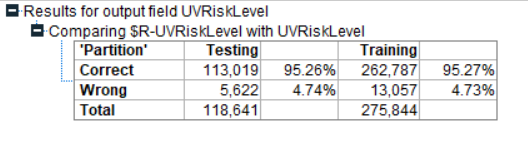 Results for output field UVRiskLevel
Comparing $R-UVRiskLevel with UVRiskLevel
'Partition' Testing Training
Correct 113,019 95.26% 262,787 95.27%
Wrong 5,622 4.74% 13,057 4.73%
Total 118,641 275,844